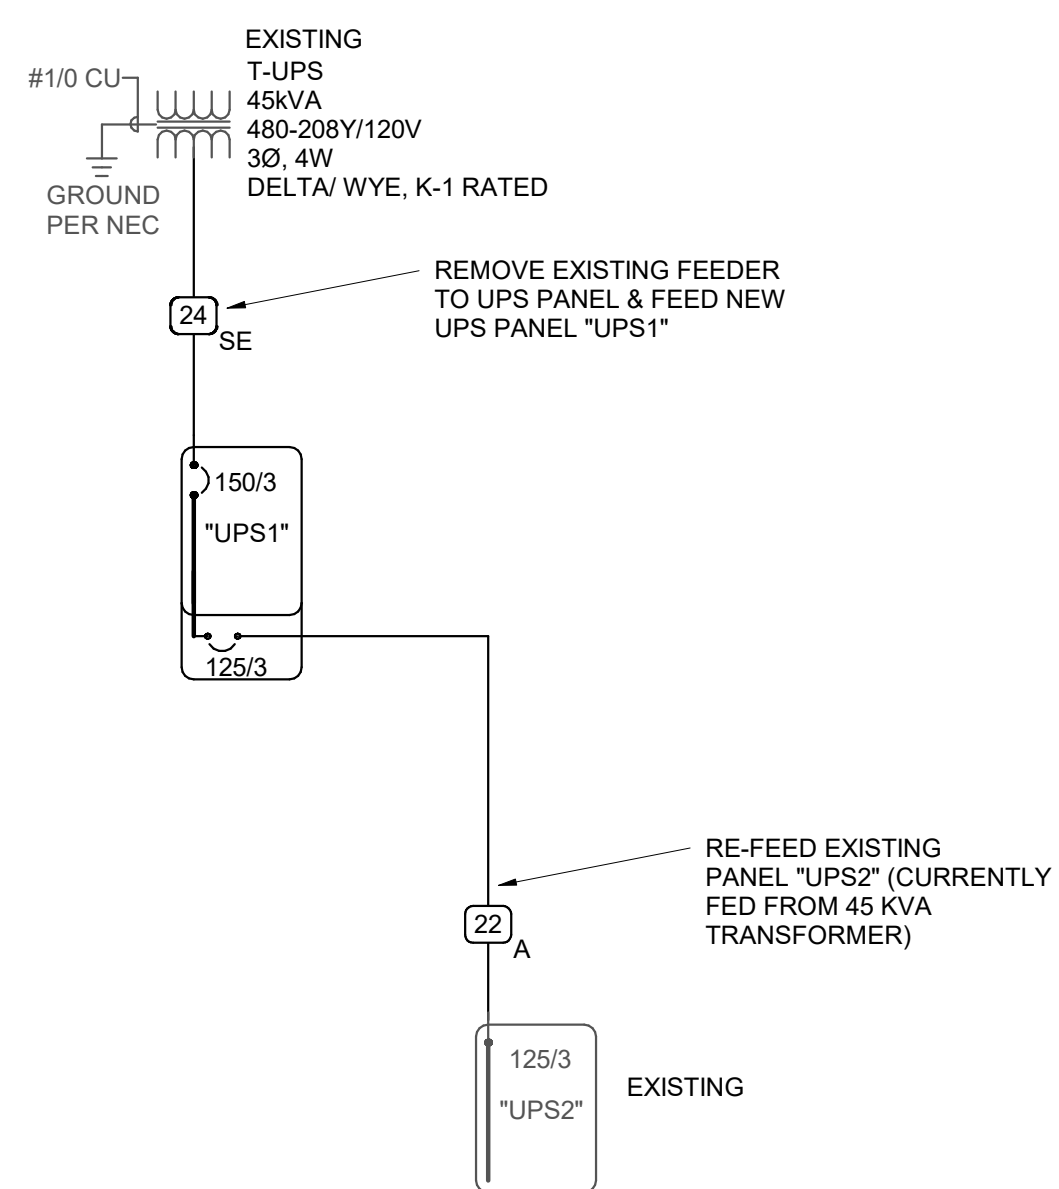 EXISTING
#1/0 CU
T-UPS
45kVA
480-208Y/120V
3Ø, 4W
DELTA/ WYE, K-1 RATED
GROUND
PER NEC
REMOVE EXISTING FEEDER
TO UPS PANEL & FEED NEW
UPS PANEL "UPS1"
24
SE
150/3
"UPS1"
125/3
RE-FEED EXISTING
PANEL "UPS2" (CURRENTLY
FED FROM 45 KVA
TRANSFORMER)
22
A
125/3
"UPS2"
EXISTING